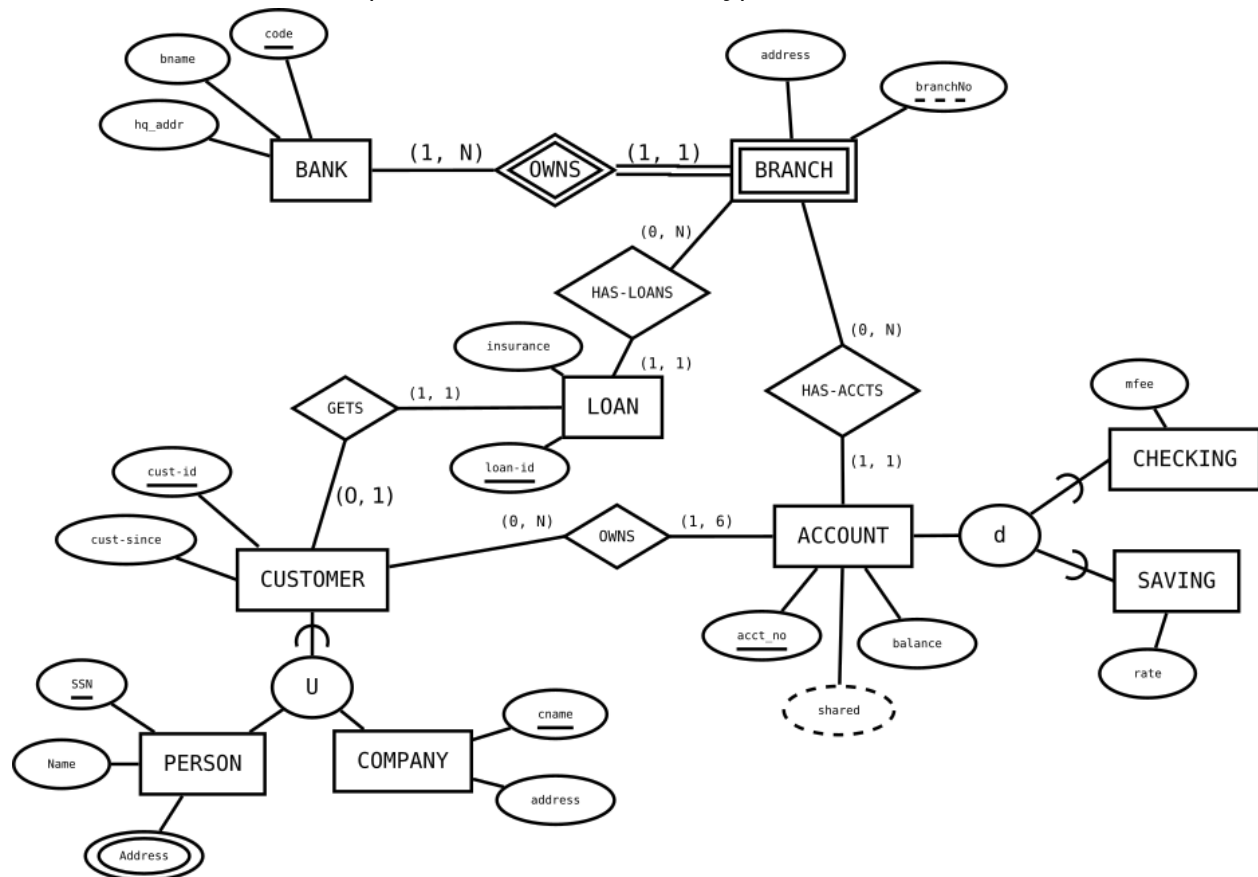 code
bname
hq_addr
BANK
(1, N)
OWNS
(1, 1)
BRANCH
address
branchNo
(0, N)
HAS-LOANS
(1, 1)
insurance
LOAN
loan-id
(0, N)
HAS-ACCTS
(1, 1)
GETS
(1, 1)
(0, 1)
cust-id
cust-since
CUSTOMER
(0, N)
OWNS
(1, 6)
ACCOUNT
acct_no
shared
balance
d
mfee
CHECKING
SAVING
rate
U
SSN
Name
PERSON
Address
COMPANY
cname
address